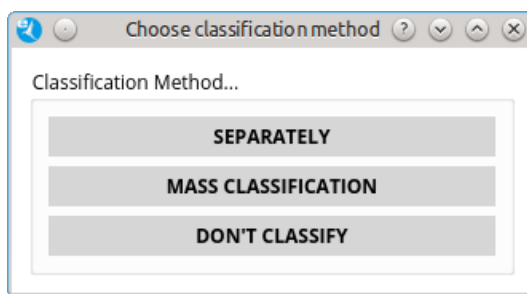 Choose classification method
Classification Method...
SEPARATELY
MASS CLASSIFICATION
DON'T CLASSIFY